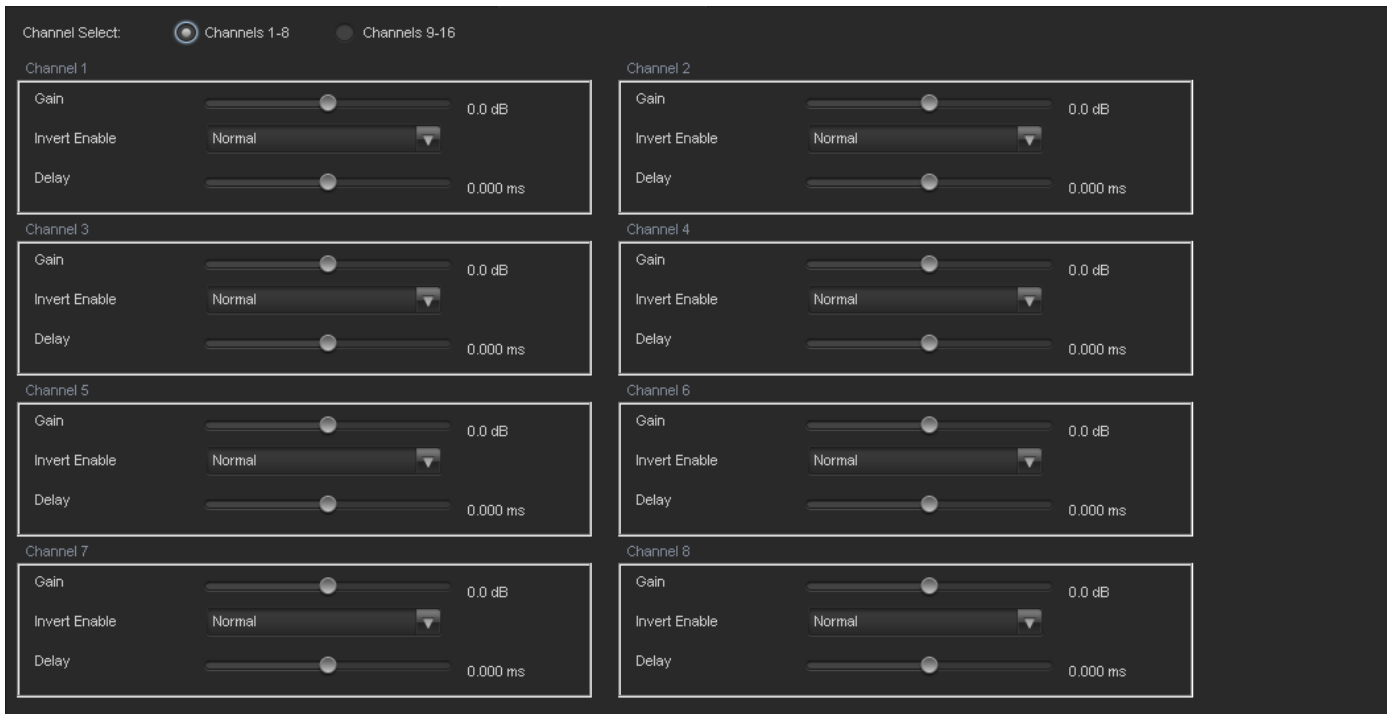 Channel Select: Channels 1-8 Channels 9-16
Channel 1
Gain 0.0 dB
Invert Enable Normal
Delay 0.000 ms
Channel 2
Gain 0.0 dB
Invert Enable Normal
Delay 0.000 ms
Channel 3
Gain 0.0 dB
Invert Enable Normal
Delay 0.000 ms
Channel 4
Gain 0.0 dB
Invert Enable Normal
Delay 0.000 ms
Channel 5
Gain 0.0 dB
Invert Enable Normal
Delay 0.000 ms
Channel 6
Gain 0.0 dB
Invert Enable Normal
Delay 0.000 ms
Channel 7
Gain 0.0 dB
Invert Enable Normal
Delay 0.000 ms
Channel 8
Gain 0.0 dB
Invert Enable Normal
Delay 0.000 ms